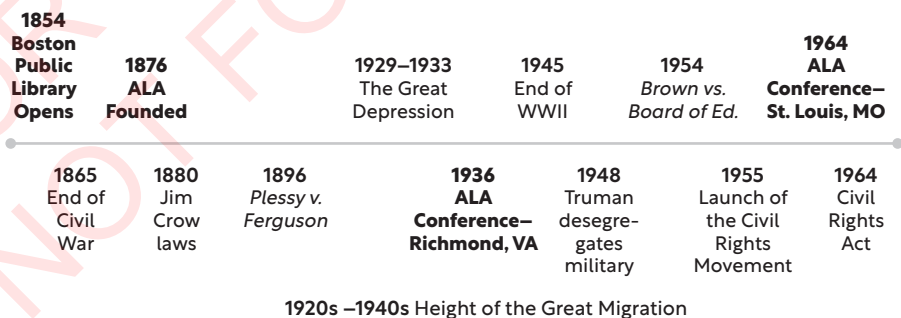 1854
Boston
Public
Library
Opens
1876
ALA
Founded
1929–1933
The Great
Depression
1945
End of
WWII
1954
Brown vs.
Board of Ed.
1964
ALA
Conference–
St. Louis, MO
1865
End of
Civil
War
1880
Jim
Crow
laws
1896
Plessy v.
Ferguson
1936
ALA
Conference–
Richmond, VA
1948
Truman
desegre-
gates
military
1955
Launch of
the Civil
Rights
Movement
1964
Civil
Rights
Act
1920s –1940s Height of the Great Migration
NOT FO